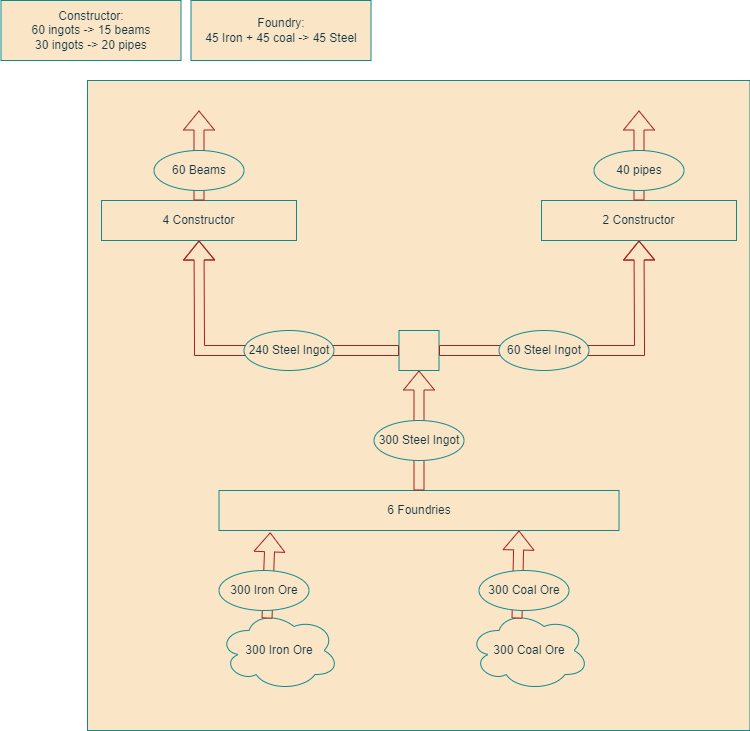 Constructor:
60 ingots -> 15 beams
30 ingots -> 20 pipes
Foundry:
45 Iron + 45 coal -> 45 Steel
60 Beams
40 pipes
4 Constructor
2 Constructor
240 Steel Ingot
60 Steel Ingot
300 Steel Ingot
6 Foundries
300 Iron Ore
300 Coal Ore
300 Iron Ore
300 Coal Ore